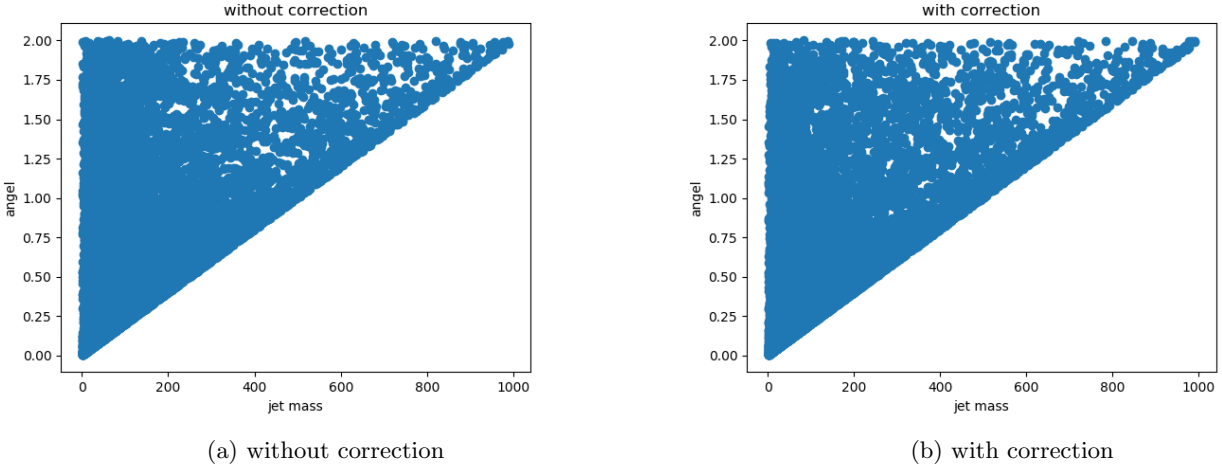 without correction
2.00
1.75
1.50
1.25
1.00
0.75
0.50
0.25
0.00
angel
0 200 400 600 800 1000
jet mass
(a) without correction
with correction
2.00
1.75
1.50
1.25
1.00
0.75
0.50
0.25
0.00
angel
0 200 400 600 800 1000
jet mass
(b) with correction